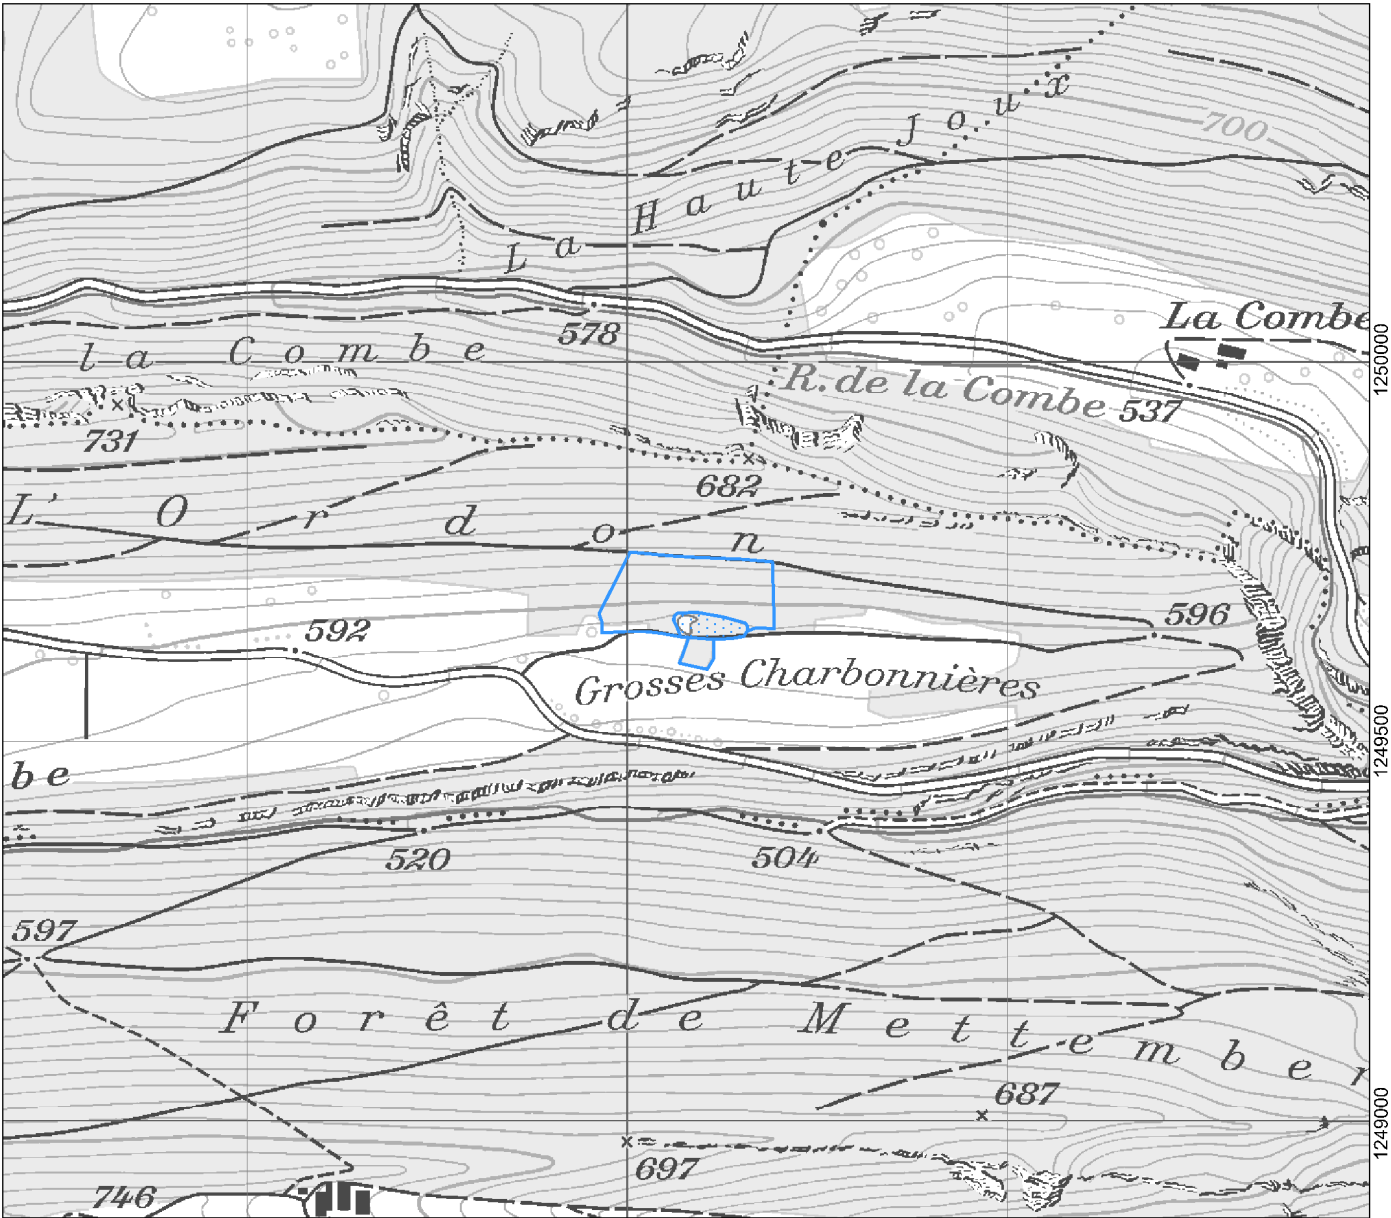 La Haute Joux
700
578
La Combe
1250000
la Combe
R. de la Combe
537
731
682
L'Ordon
592
596
Grosses Charbonnières
1249500
be
520
504
597
Forêt de Mettember
687
1249000
697
746